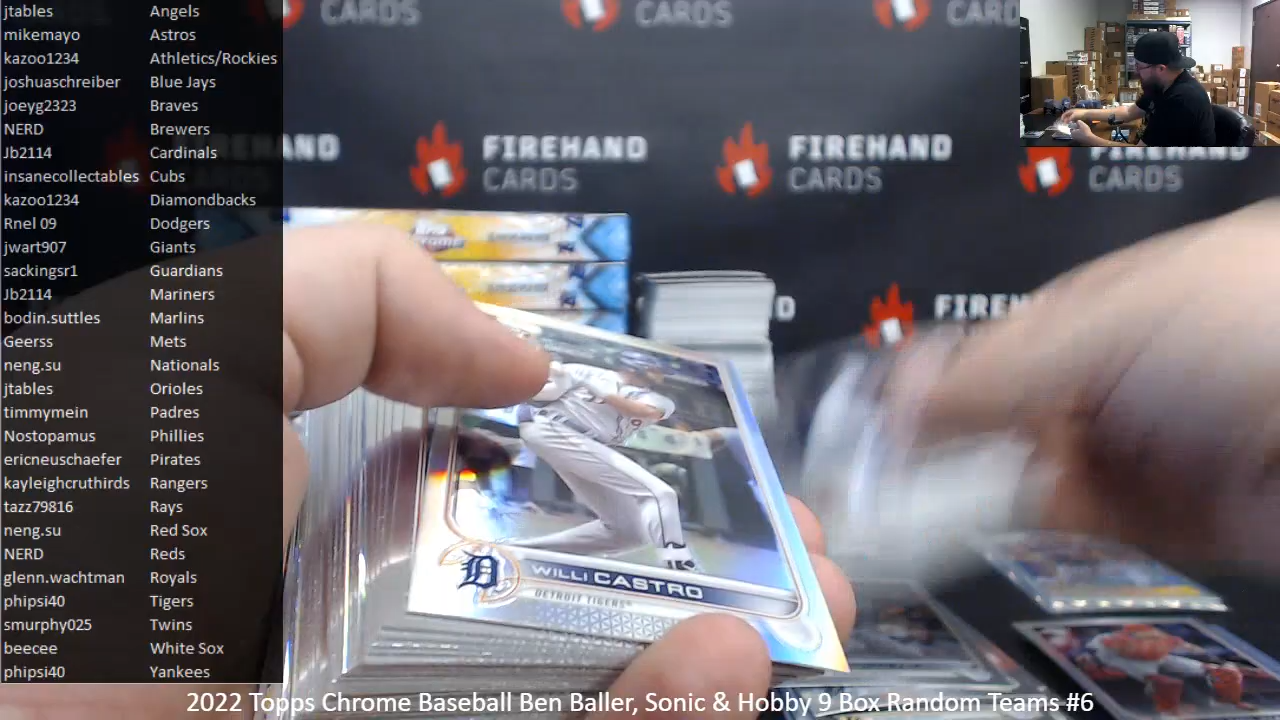 jtables Angels
mikemayo Astros
kazoo1234 Athletics/Rockies
joshuaschreiber Blue Jays
joeyg2323 Braves
NERD Brewers
Jb2114 Cardinals
insanecollectables Cubs
kazoo1234 Diamondbacks
Rnel 09 Dodgers
jwart907 Giants
sackingsr1 Guardians
Jb2114 Mariners
bodin.suttles Marlins
Geerss Mets
neng.su Nationals
jtables Orioles
timmymein Padres
Nostopamus Phillies
ericneuschaefer Pirates
kayleighcruthirds Rangers
tazz79816 Rays
neng.su Red Sox
NERD Reds
glenn.wachtman Royals
phipsi40 Tigers
smurphy025 Twins
beecee White Sox
phipsi40 Yankees
CARDS
CARDS
CARD
FIREHAND
CARDS
FIREHAND
CARDS
CARDS
FIREH
WILLI CASTRO
DETROIT TIGERS
2022 Topps Chrome Baseball Ben Baller, Sonic & Hobby 9 Box Random Teams #6